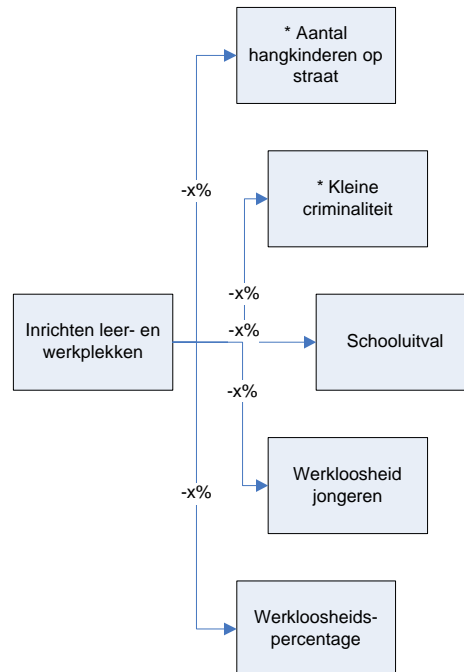 * Aantal
hangkinderen op
straat
-x%
* Kleine
criminaliteit
-x%
Inrichten leer- en
werkplekken
-x%
Schooluitval
-x%
Werkloosheid
jongeren
-x%
Werkloosheids-
percentage